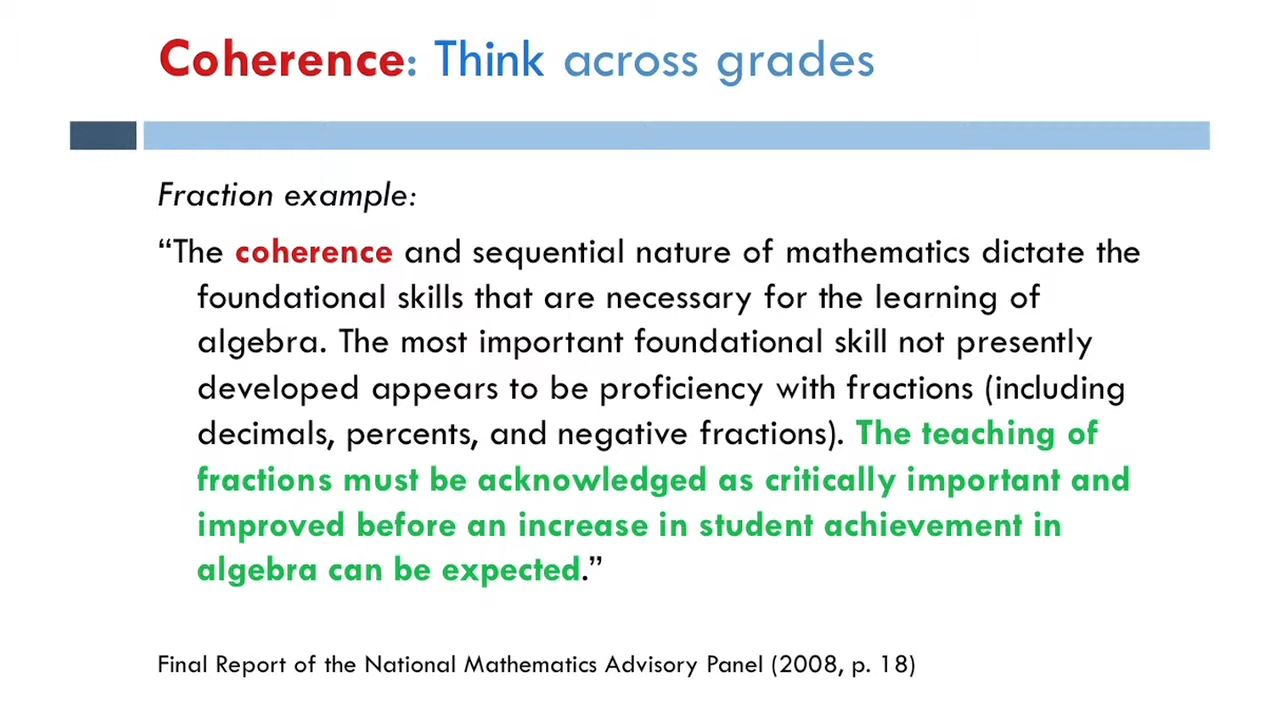 Coherence: Think across grades
Fraction example:
“The coherence and sequential nature of mathematics dictate the
foundational skills that are necessary for the learning of
algebra. The most important foundational skill not presently
developed appears to be proficiency with fractions (including
decimals, percents, and negative fractions). The teaching of
fractions must be acknowledged as critically important and
improved before an increase in student achievement in
algebra can be expected.”
Final Report of the National Mathematics Advisory Panel (2008, p. 18)